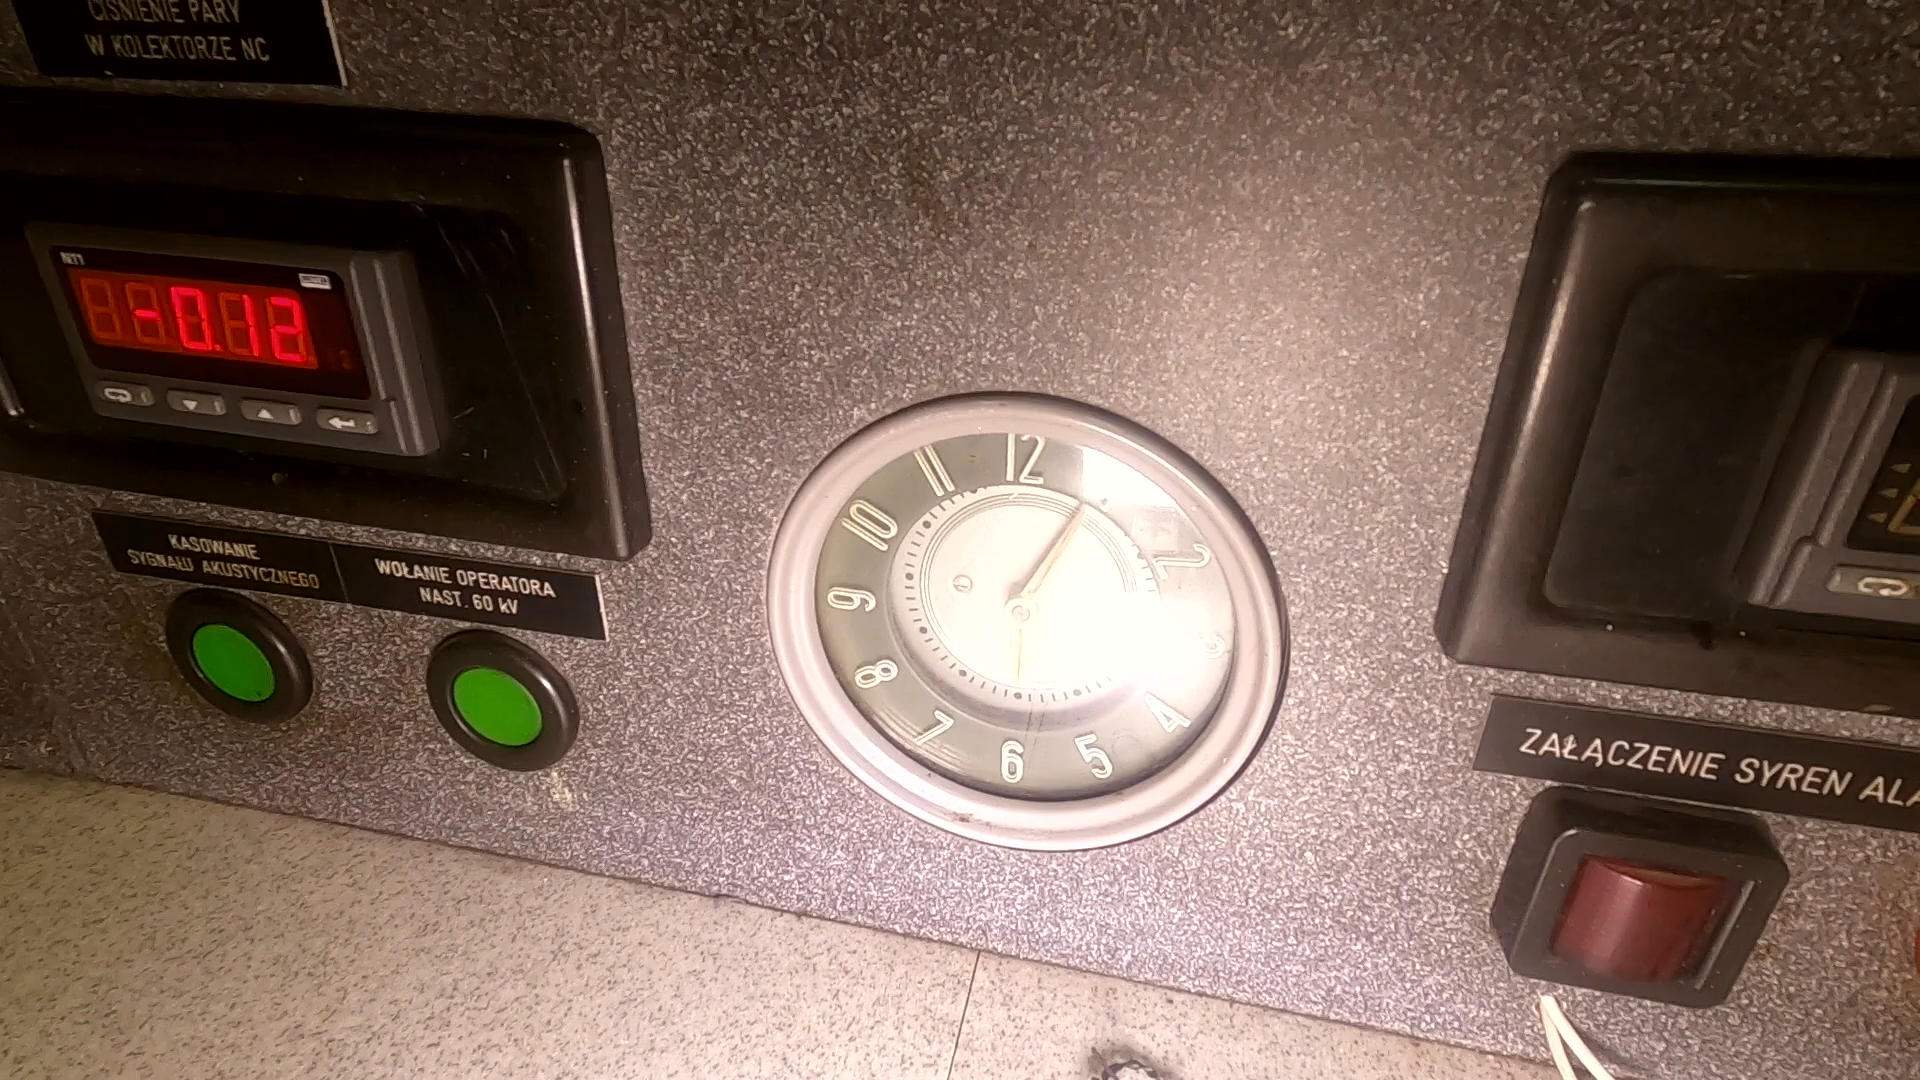 CIŚNIENIE PARY
W KOLEKTORZE NC
-0.12
KASOWANIE
SYGNAŁU AKUSTYCZNEGO
WOŁANIE OPERATORA
NAST. 60 kV
12
2
3
4
5
6
7
8
9
10
11
ZAŁĄCZENIE SYREN